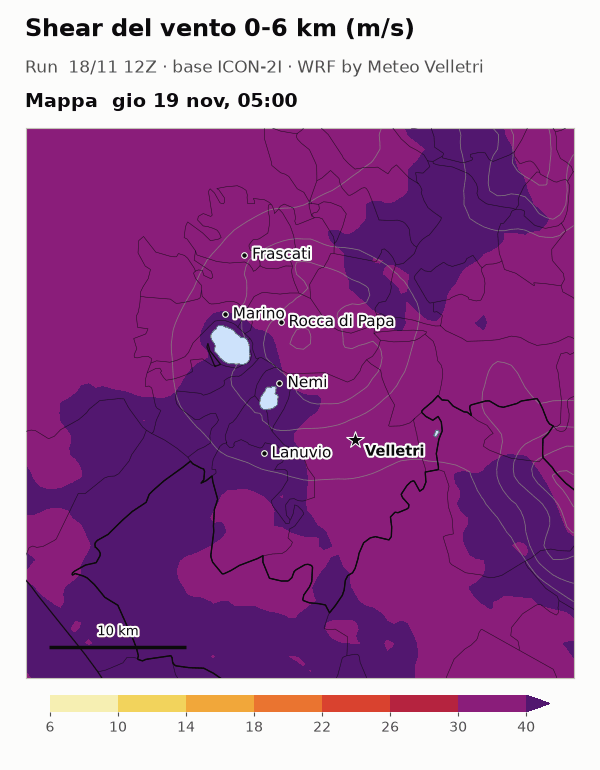 Shear del vento 0-6 km (m/s)
Run  18/11 12Z · base ICON-2I · WRF by Meteo Velletri
Mappa  gio 19 nov, 05:00
Frascati
Marino
Rocca di Papa
Nemi
Velletri
Lanuvio
10 km
6 10 14 18 22 26 30 40